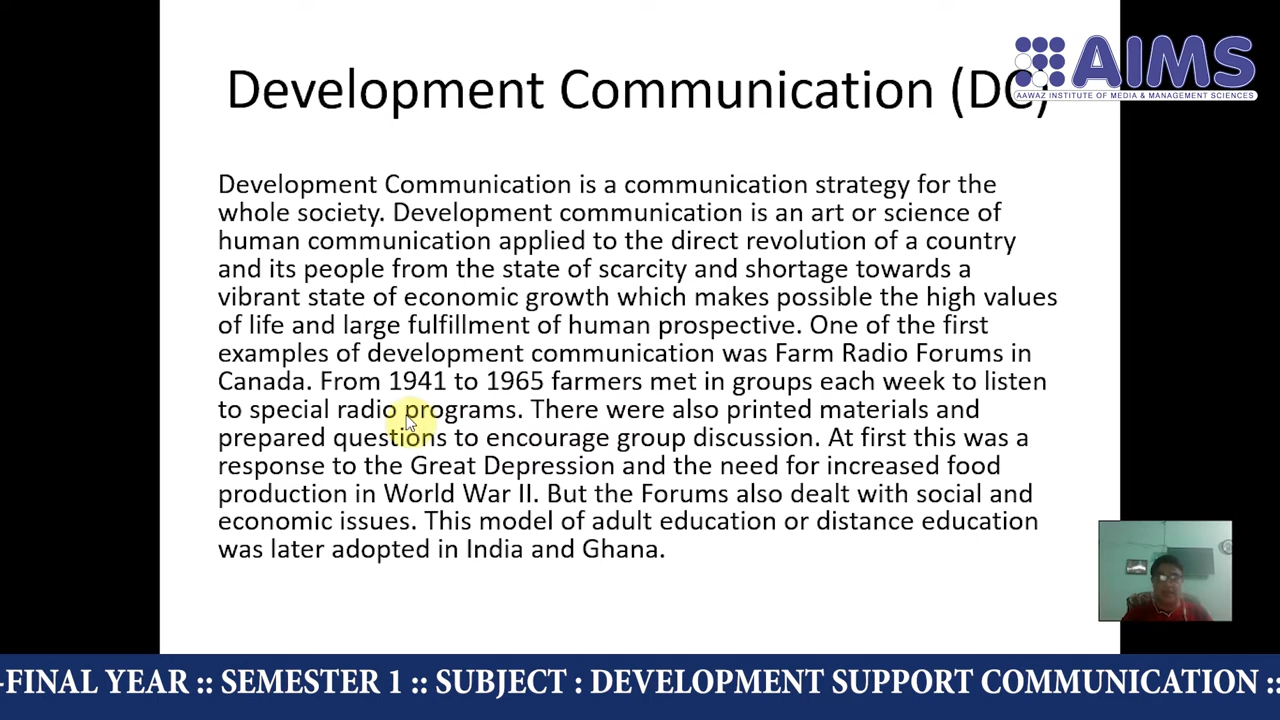 Development Communication (DC)
AIMS
AAWAZ INSTITUTE OF MEDIA & MANAGEMENT SCIENCES
Development Communication is a communication strategy for the
whole society. Development communication is an art or science of
human communication applied to the direct revolution of a country
and its people from the state of scarcity and shortage towards a
vibrant state of economic growth which makes possible the high values
of life and large fulfillment of human prospective. One of the first
examples of development communication was Farm Radio Forums in
Canada. From 1941 to 1965 farmers met in groups each week to listen
to special radio programs. There were also printed materials and
prepared questions to encourage group discussion. At first this was a
response to the Great Depression and the need for increased food
production in World War II. But the Forums also dealt with social and
economic issues. This model of adult education or distance education
was later adopted in India and Ghana.
-FINAL YEAR :: SEMESTER 1 :: SUBJECT : DEVELOPMENT SUPPORT COMMUNICATION ::